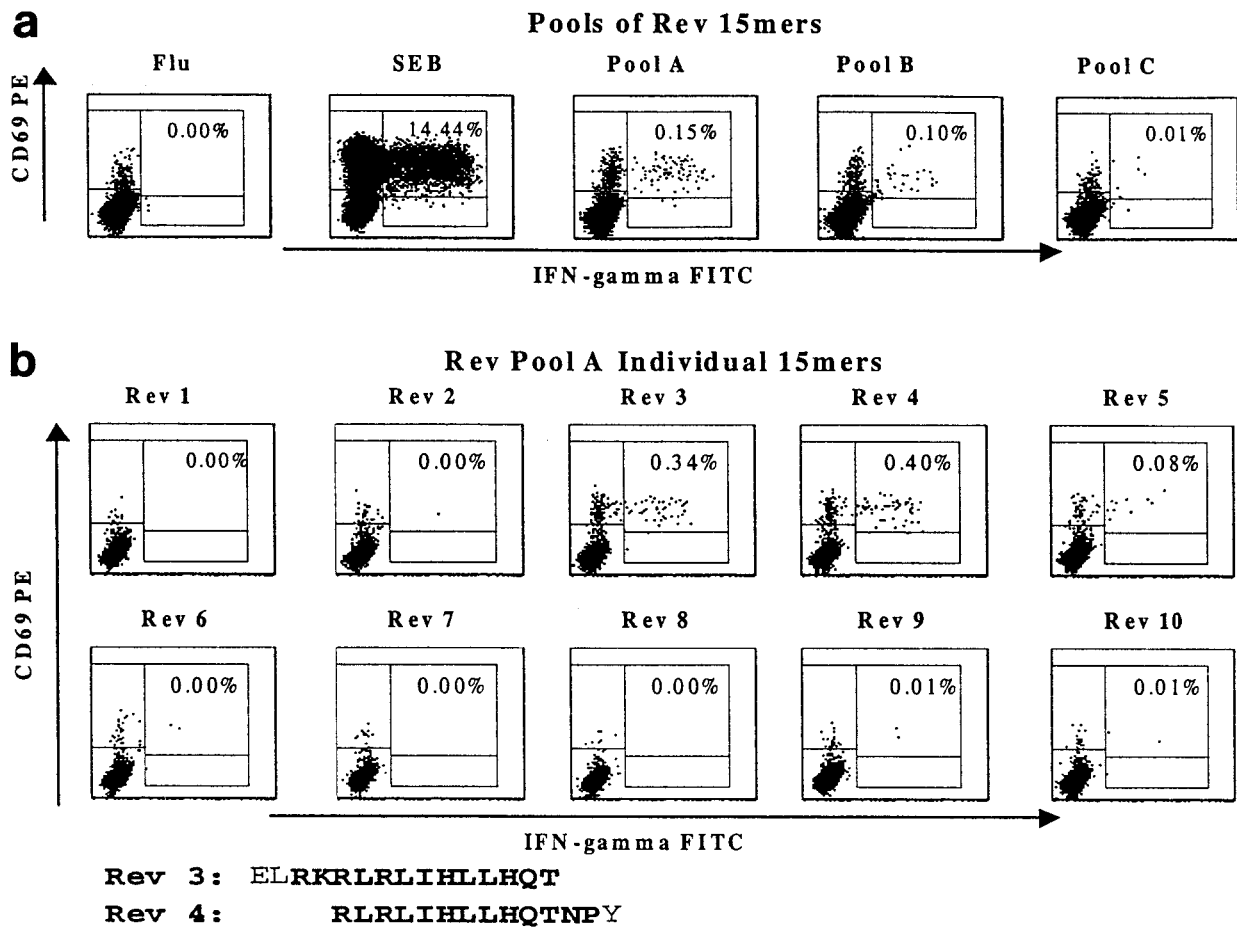 a
Pools of Rev 15mers
Flu SEB Pool A Pool B Pool C
CD69 PE
0.00% 14.44% 0.15% 0.10% 0.01%
IFN-gamma FITC
b
Rev Pool A Individual 15mers
Rev 1 Rev 2 Rev 3 Rev 4 Rev 5
0.00% 0.00% 0.34% 0.40% 0.08%
CD69 PE
Rev 6 Rev 7 Rev 8 Rev 9 Rev 10
0.00% 0.00% 0.00% 0.01% 0.01%
IFN-gamma FITC
Rev 3: ELRKRLRLIHLLHQT
Rev 4: RLRLIHLLHQTNPY